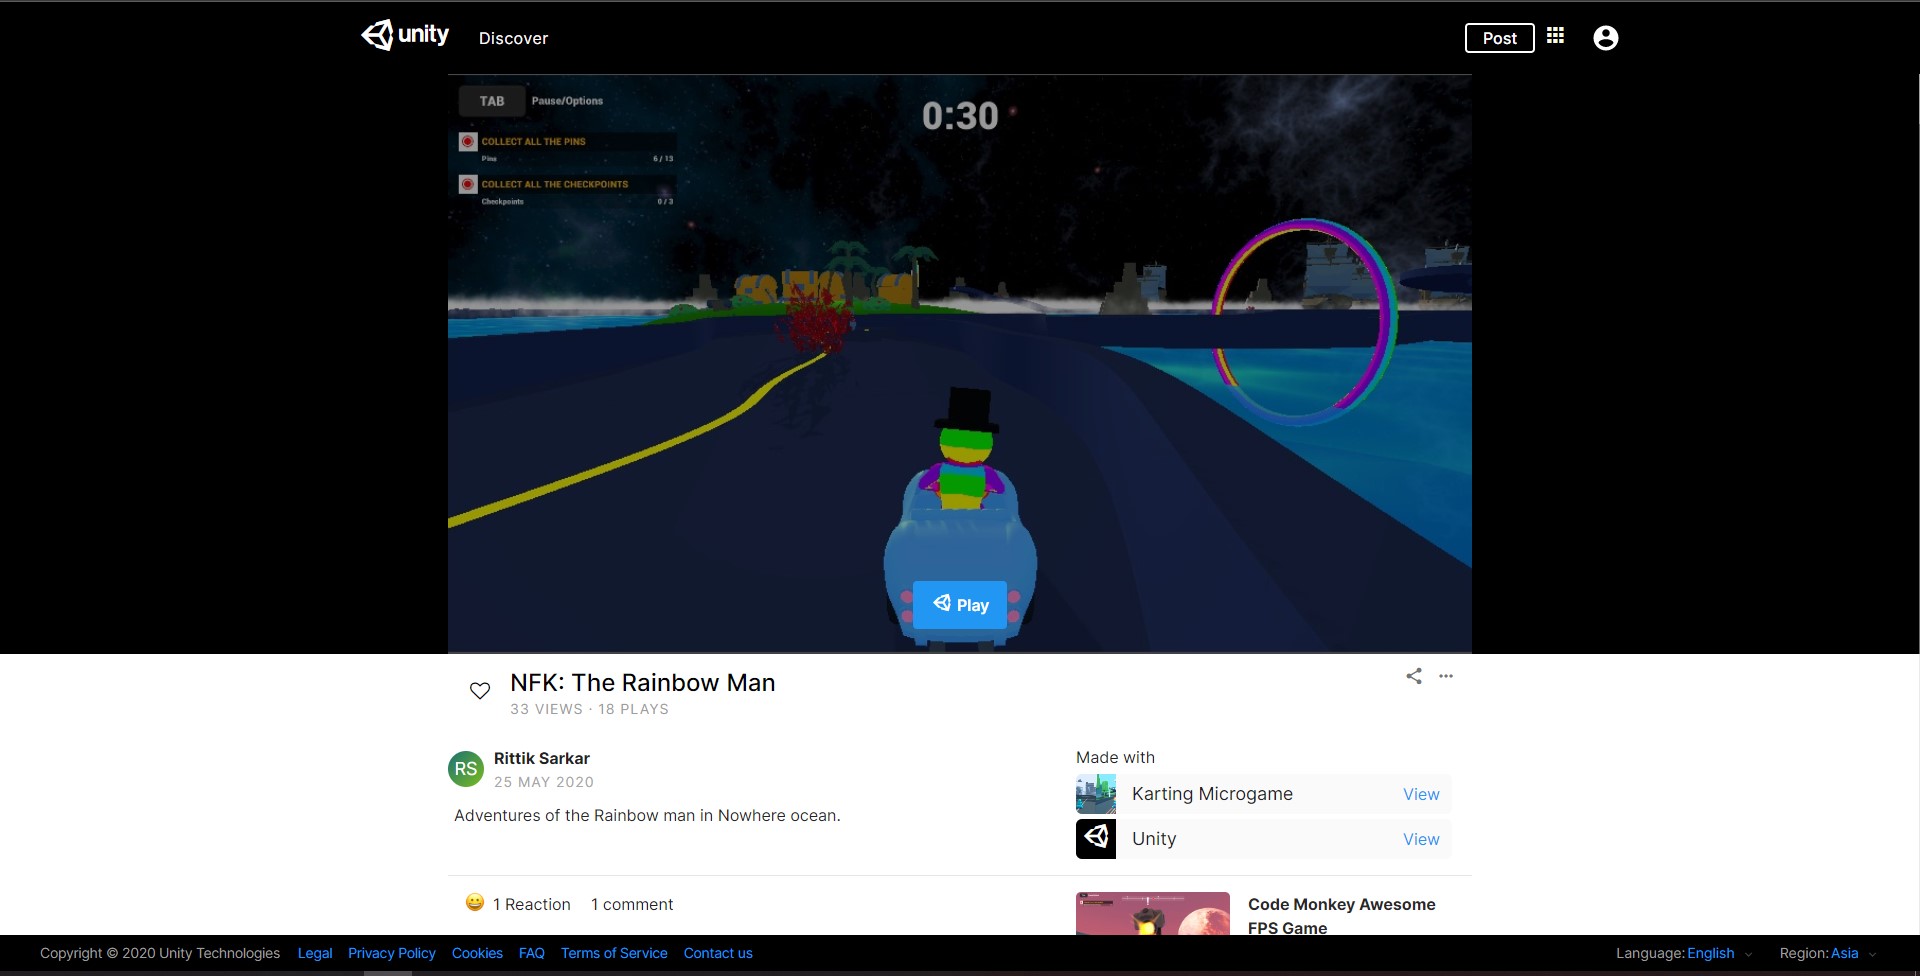 unity
Discover
Post
TAB Pause/Options
0:30
COLLECT ALL THE PINS
Pins 6 / 13
COLLECT ALL THE CHECKPOINTS
Checkpoints 0 / 3
Play
NFK: The Rainbow Man
33 VIEWS · 18 PLAYS
RS
Rittik Sarkar
25 MAY 2020
Adventures of the Rainbow man in Nowhere ocean.
Made with
Karting Microgame View
Unity View
1 Reaction 1 comment
Code Monkey Awesome
FPS Game
Copyright © 2020 Unity Technologies Legal Privacy Policy Cookies FAQ Terms of Service Contact us Language: English Region: Asia